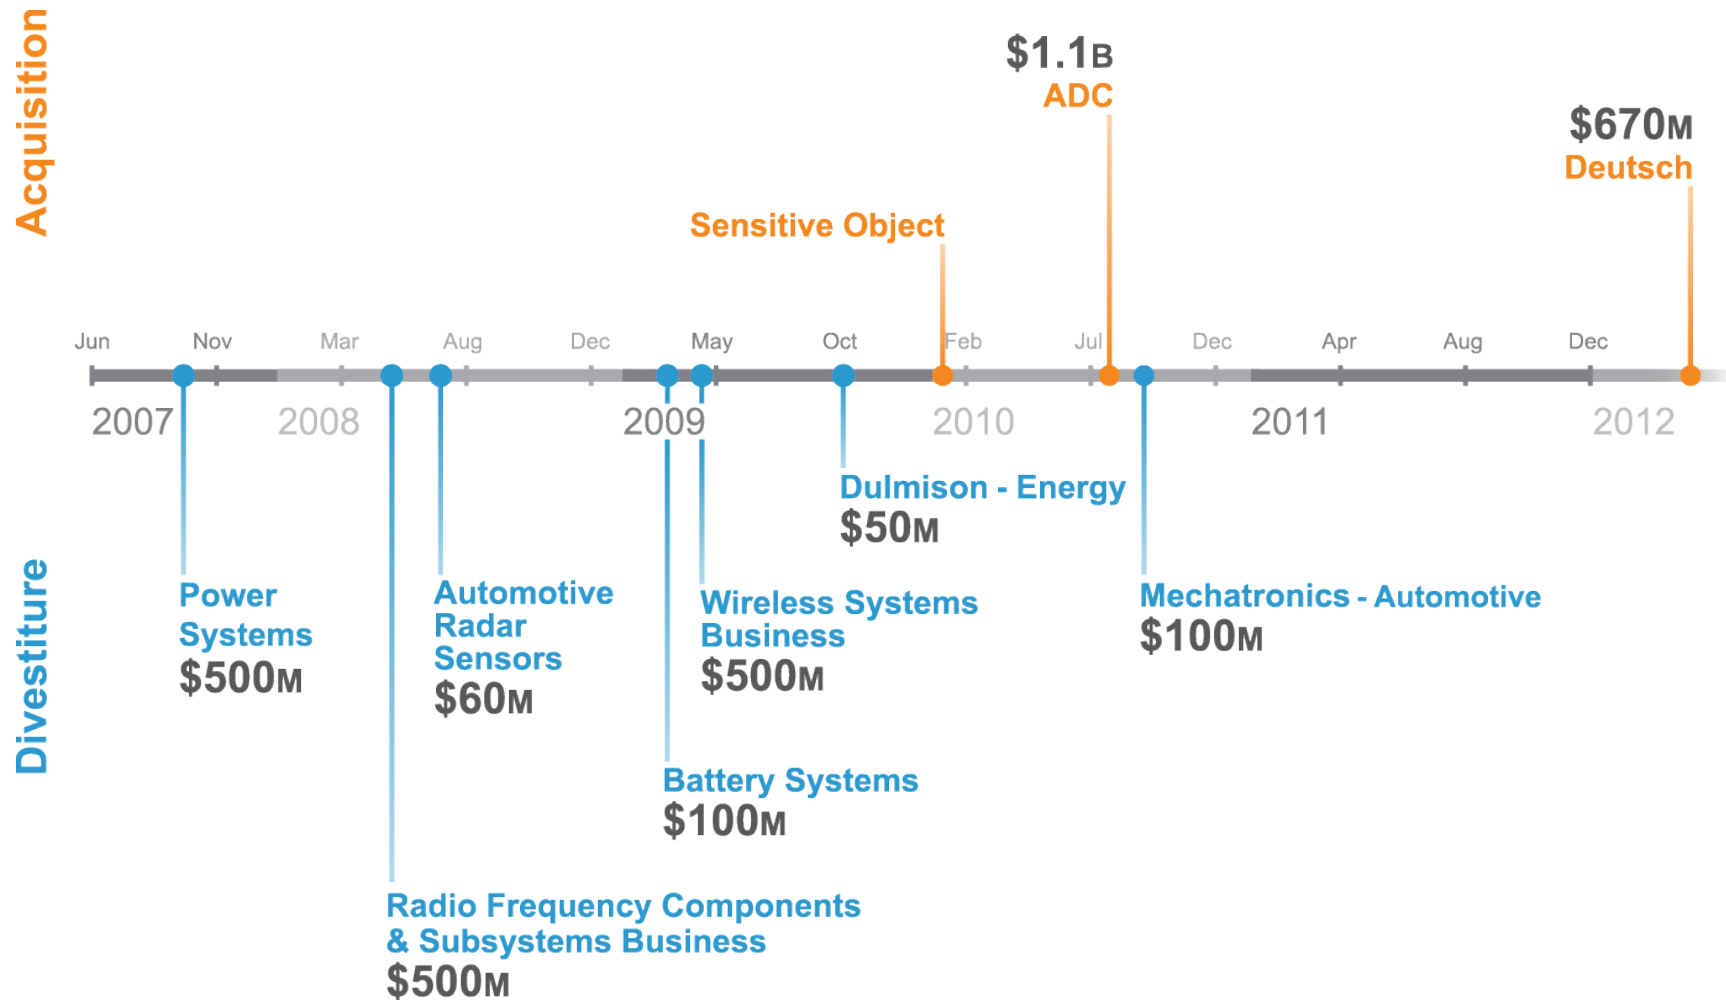 Acquisition
$1.1B
ADC
$670M
Deutsch
Sensitive Object
Jun Nov Mar Aug Dec May Oct Feb Jul Dec Apr Aug Dec
2007 2008 2009 2010 2011 2012
Divestiture
Dulmison - Energy
$50M
Power
Systems
$500M
Automotive
Radar
Sensors
$60M
Wireless Systems
Business
$500M
Mechatronics - Automotive
$100M
Battery Systems
$100M
Radio Frequency Components
& Subsystems Business
$500M